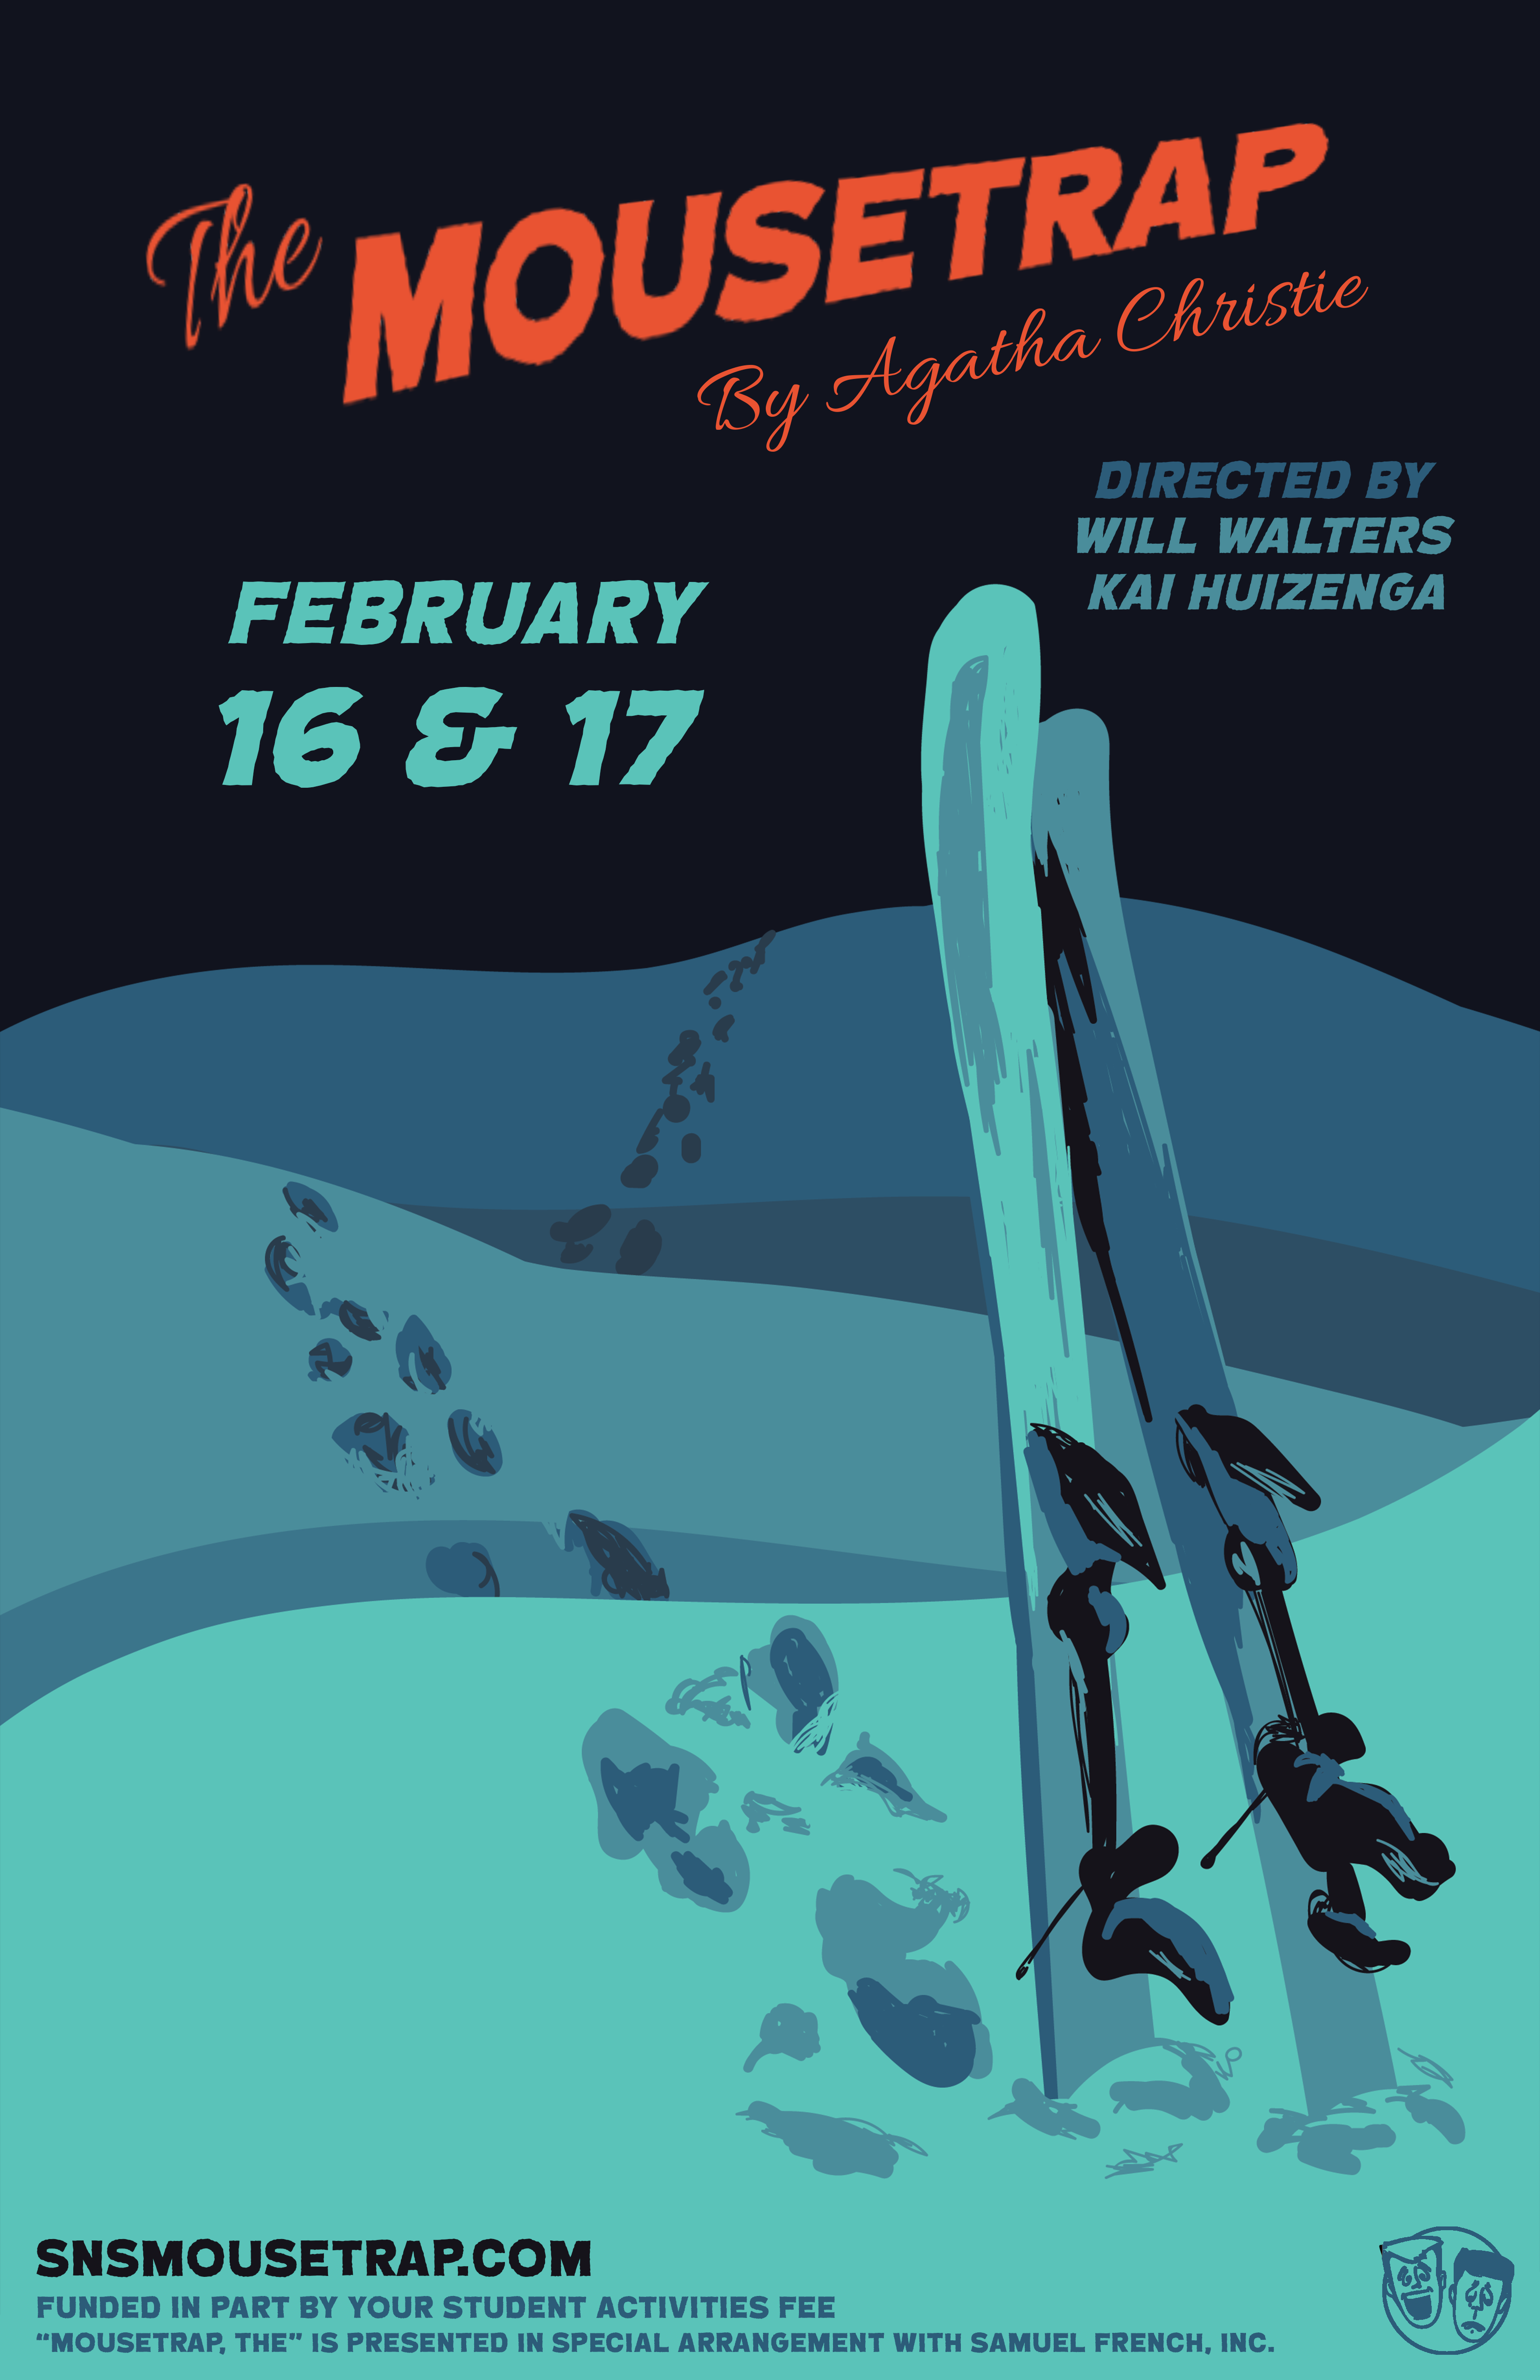 The MOUSETRAP
By Agatha Christie
DIRECTED BY
WILL WALTERS
KAI HUIZENGA
FEBRUARY
16 & 17
SNSMOUSETRAP.COM
FUNDED IN PART BY YOUR STUDENT ACTIVITIES FEE
"MOUSETRAP, THE" IS PRESENTED IN SPECIAL ARRANGEMENT WITH SAMUEL FRENCH, INC.